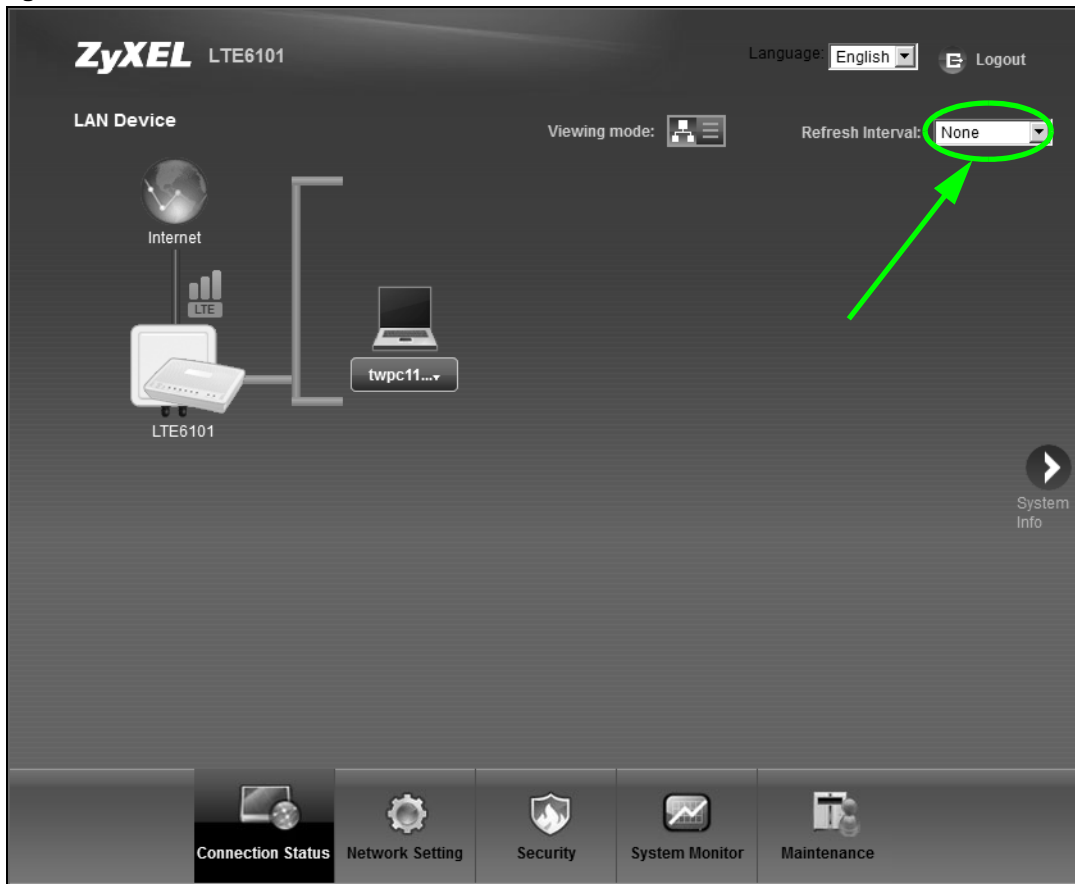 ZyXEL LTE6101
Language: English
Logout
LAN Device
Viewing mode:
Refresh Interval: None
Internet
LTE
twpc11...
LTE6101
System
Info
Connection Status
Network Setting
Security
System Monitor
Maintenance